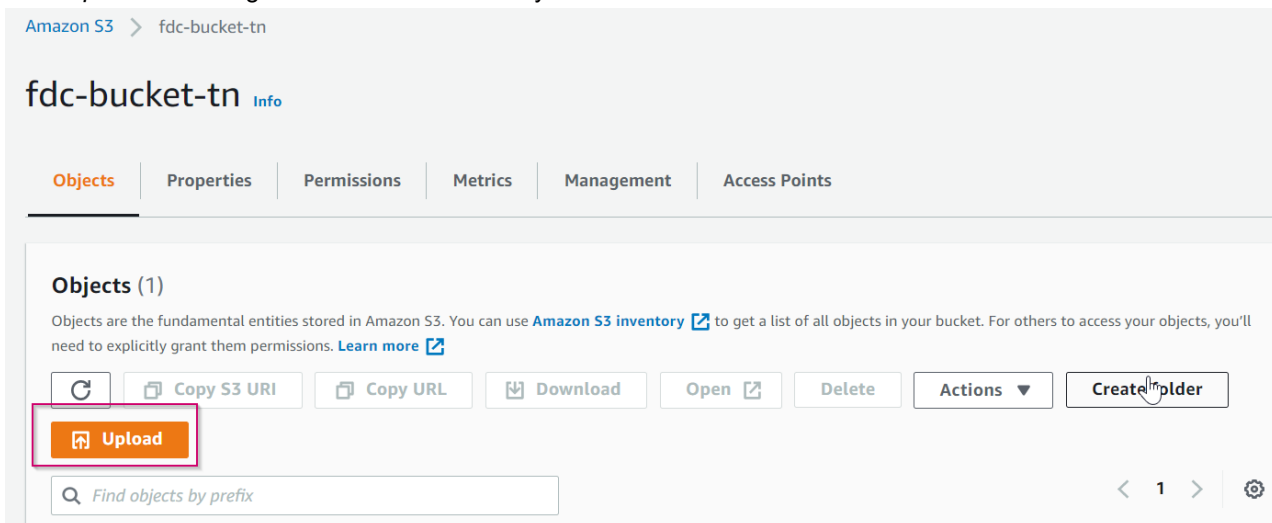 Amazon S3 > fdc-bucket-tn
fdc-bucket-tn Info
Objects Properties Permissions Metrics Management Access Points
Objects (1)
Objects are the fundamental entities stored in Amazon S3. You can use Amazon S3 inventory to get a list of all objects in your bucket. For others to access your objects, you'll
need to explicitly grant them permissions. Learn more
Copy S3 URI Copy URL Download Open Delete Actions Create folder
Upload
Find objects by prefix
< 1 >